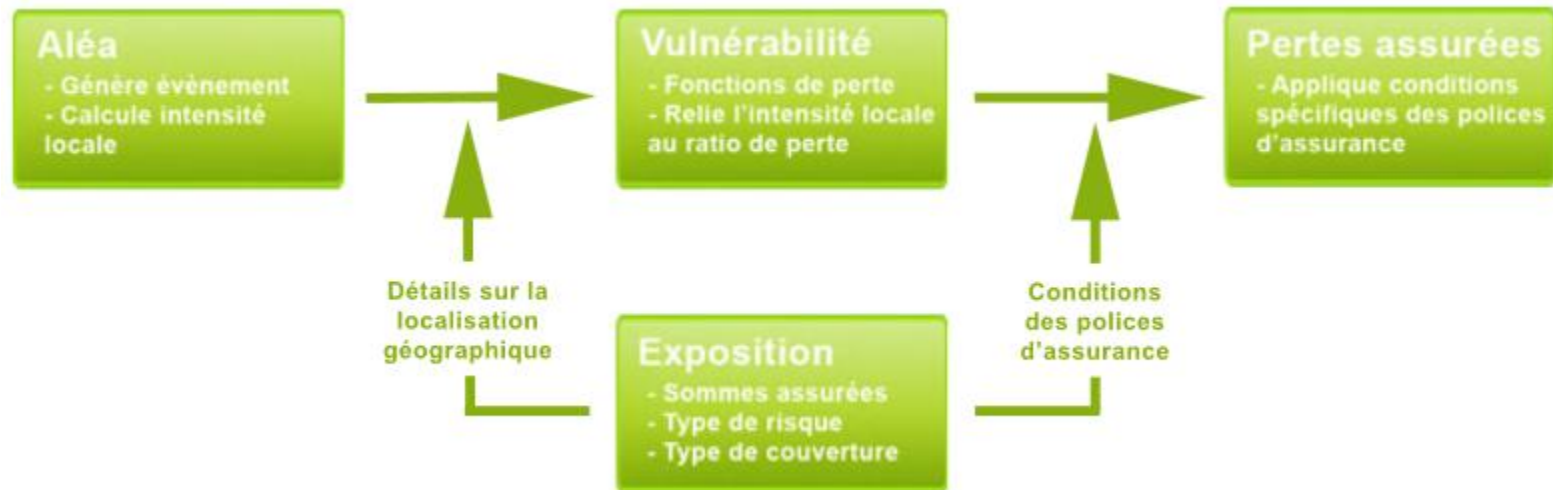 Aléa
- Génère évènement
- Calcule intensité
locale
Vulnérabilité
- Fonctions de perte
- Relie l'intensité locale
au ratio de perte
Pertes assurées
- Applique conditions
spécifiques des polices
d'assurance
Détails sur la
localisation
géographique
Exposition
- Sommes assurées
- Type de risque
- Type de couverture
Conditions
des polices
d'assurance